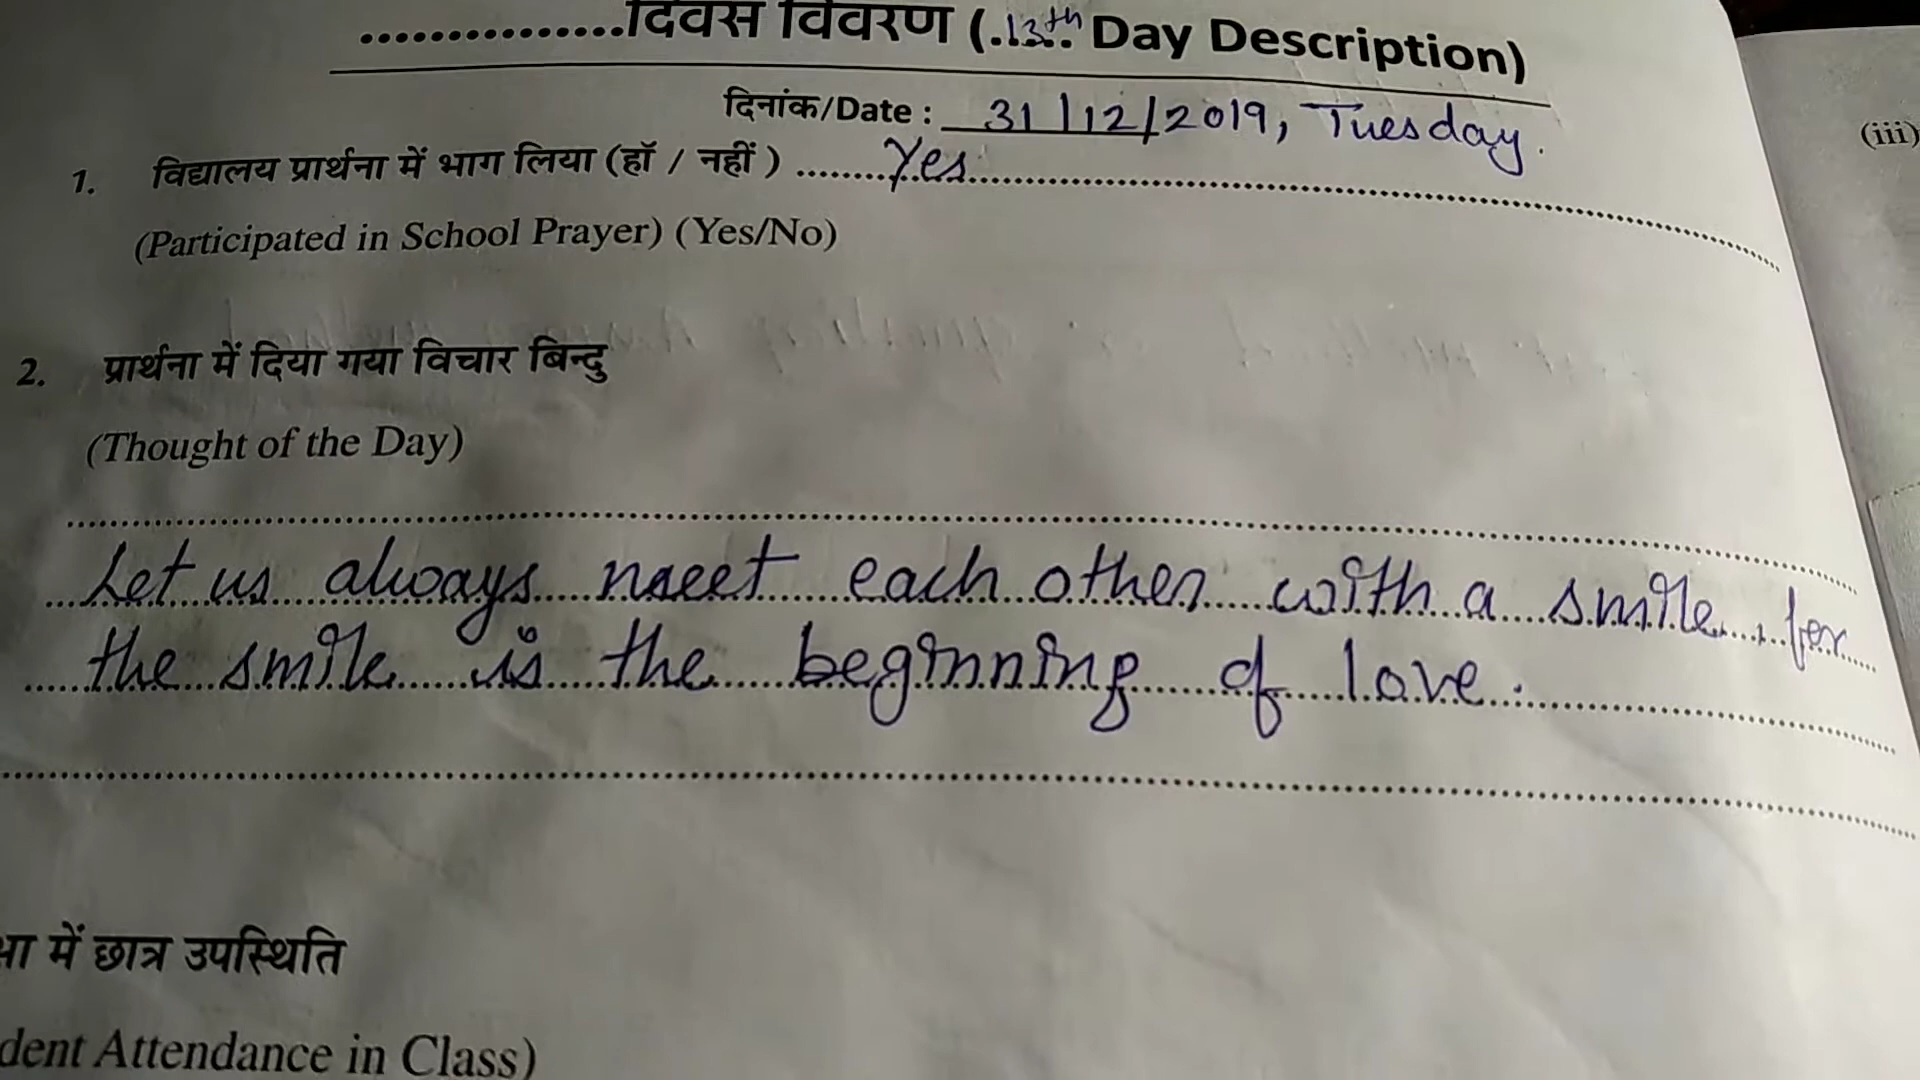 ...............दिवस विवरण (.13th.. Day Description)
दिनांक/Date : 31/12/2019, Tuesday.
1. विद्यालय प्रार्थना में भाग लिया (हॉ / नहीं ) ........Yes........
(Participated in School Prayer) (Yes/No)
(iii)
2. प्रार्थना में दिया गया विचार बिन्दु
(Thought of the Day)
Let us always meet each other with a smile, for
the smile is the beginning of love.
में छात्र उपस्थिति
dent Attendance in Class)